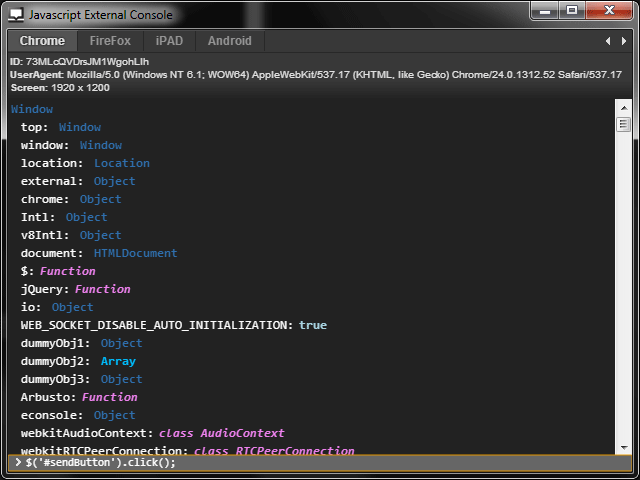 Javascript External Console
Chrome FireFox iPAD Android
ID: 73MLcQVDrsJM1WgohLIh
UserAgent: Mozilla/5.0 (Windows NT 6.1; WOW64) AppleWebKit/537.17 (KHTML, like Gecko) Chrome/24.0.1312.52 Safari/537.17
Screen: 1920 x 1200
Window
top: Window
window: Window
location: Location
external: Object
chrome: Object
Intl: Object
v8Intl: Object
document: HTMLDocument
$: Function
jQuery: Function
io: Object
WEB_SOCKET_DISABLE_AUTO_INITIALIZATION: true
dummyObj1: Object
dummyObj2: Array
dummyObj3: Object
Arbusto: Function
econsole: Object
webkitAudioContext: class AudioContext
webkitRTCPeerConnection: class RTCPeerConnection
> $('#sendButton').click();